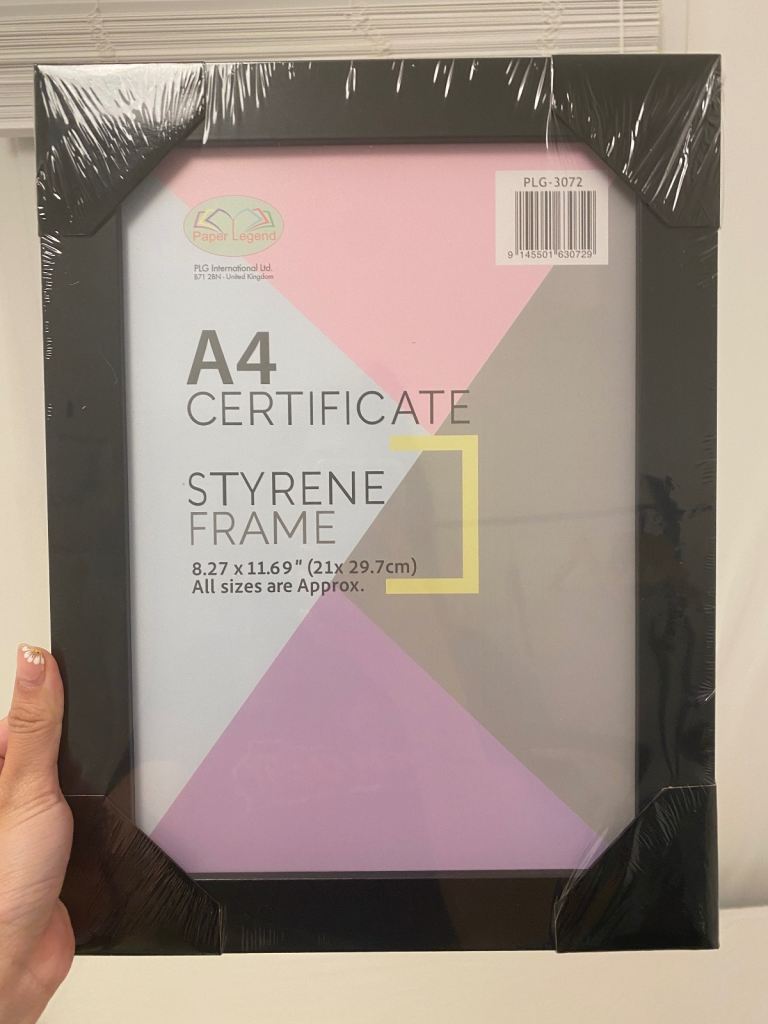 PLG-3072
9 145501 630729
Paper Legend
PLG International Ltd.
B71 2BN - United Kingdom
A4
CERTIFICATE
STYRENE
FRAME
8.27 x 11.69" (21x 29.7cm)
All sizes are Approx.